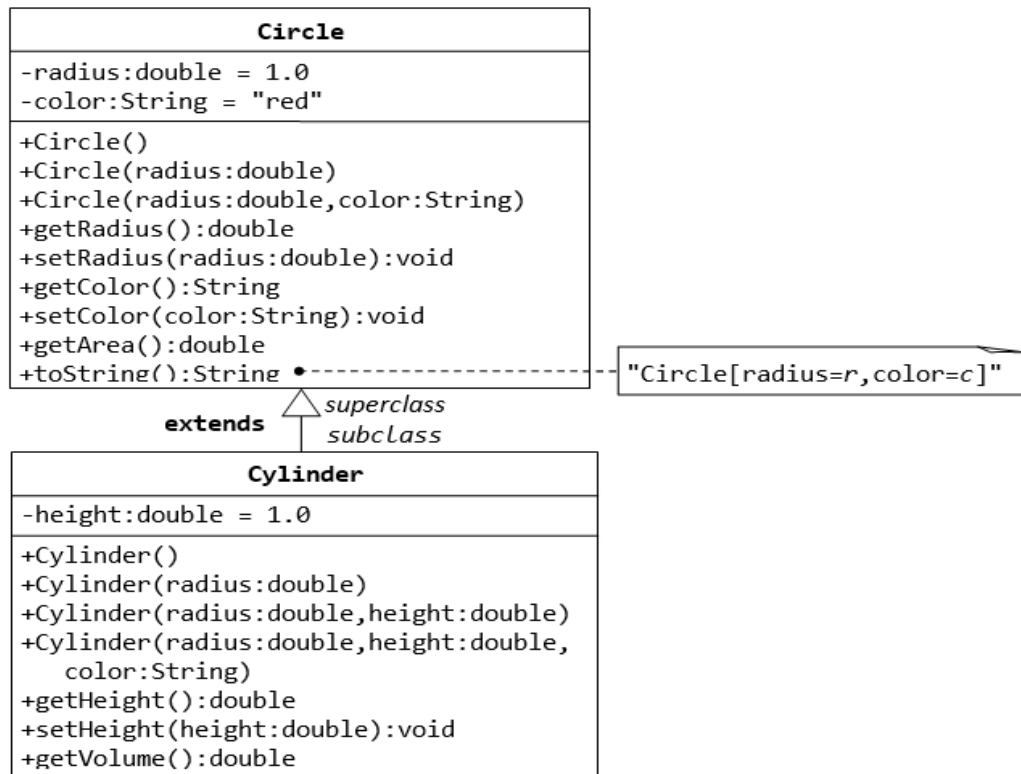 Circle
-radius:double = 1.0
-color:String = "red"
+Circle()
+Circle(radius:double)
+Circle(radius:double,color:String)
+getRadius():double
+setRadius(radius:double):void
+getColor():String
+setColor(color:String):void
+getArea():double
+toString():String
"Circle[radius=r,color=c]"
superclass
extends
subclass
Cylinder
-height:double = 1.0
+Cylinder()
+Cylinder(radius:double)
+Cylinder(radius:double,height:double)
+Cylinder(radius:double,height:double,
color:String)
+getHeight():double
+setHeight(height:double):void
+getVolume():double